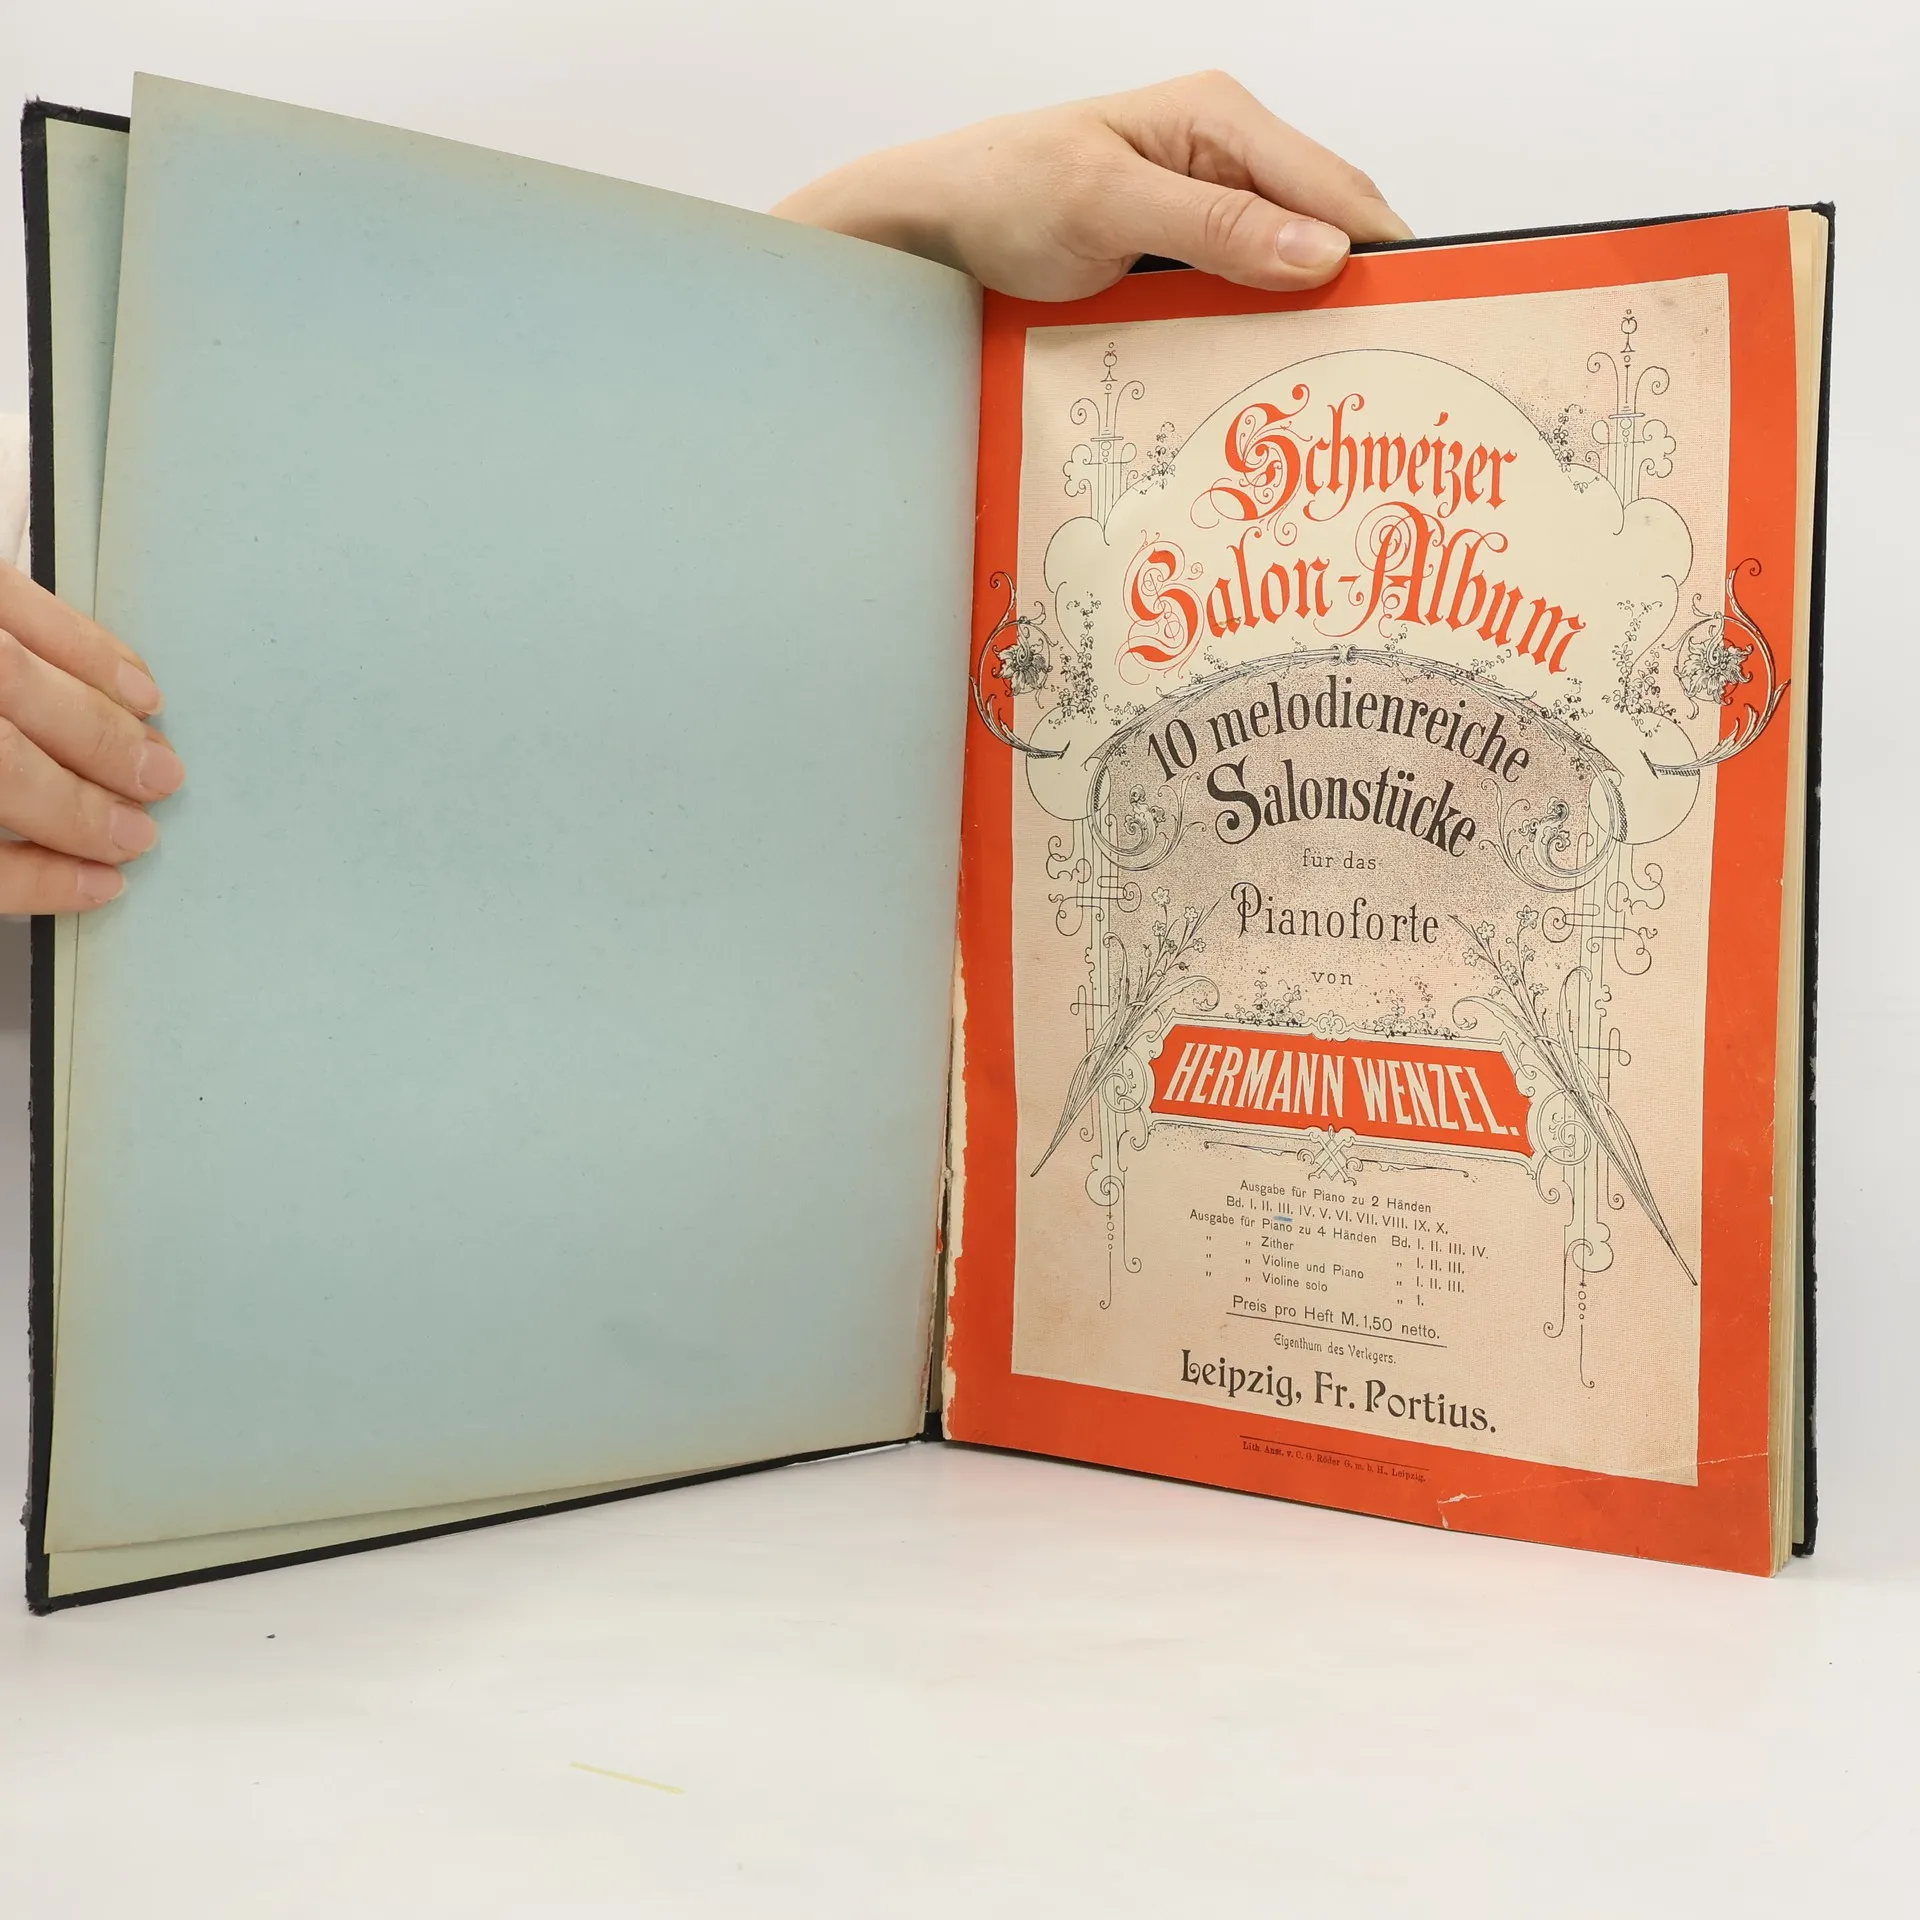 Schweizer
Salon-Album
10 melodienreiche
Salonstücke
für das
Pianoforte
von
HERMANN WENZEL.
Ausgabe für Piano zu 2 Händen
Bd. I. II. III. IV. V. VI. VII. VIII. IX. X.
Ausgabe für Piano zu 4 Händen Bd. I. II. III. IV.
„ „ Zither „ I. II. III.
„ „ Violine und Piano „ I. II. III.
„ „ Violine solo „ I.
Preis pro Heft M. 1,50 netto.
Eigenthum des Verlegers.
Leipzig, Fr. Portius.
Lith. Anst. v. C. G. Röder G. m. b. H., Leipzig.